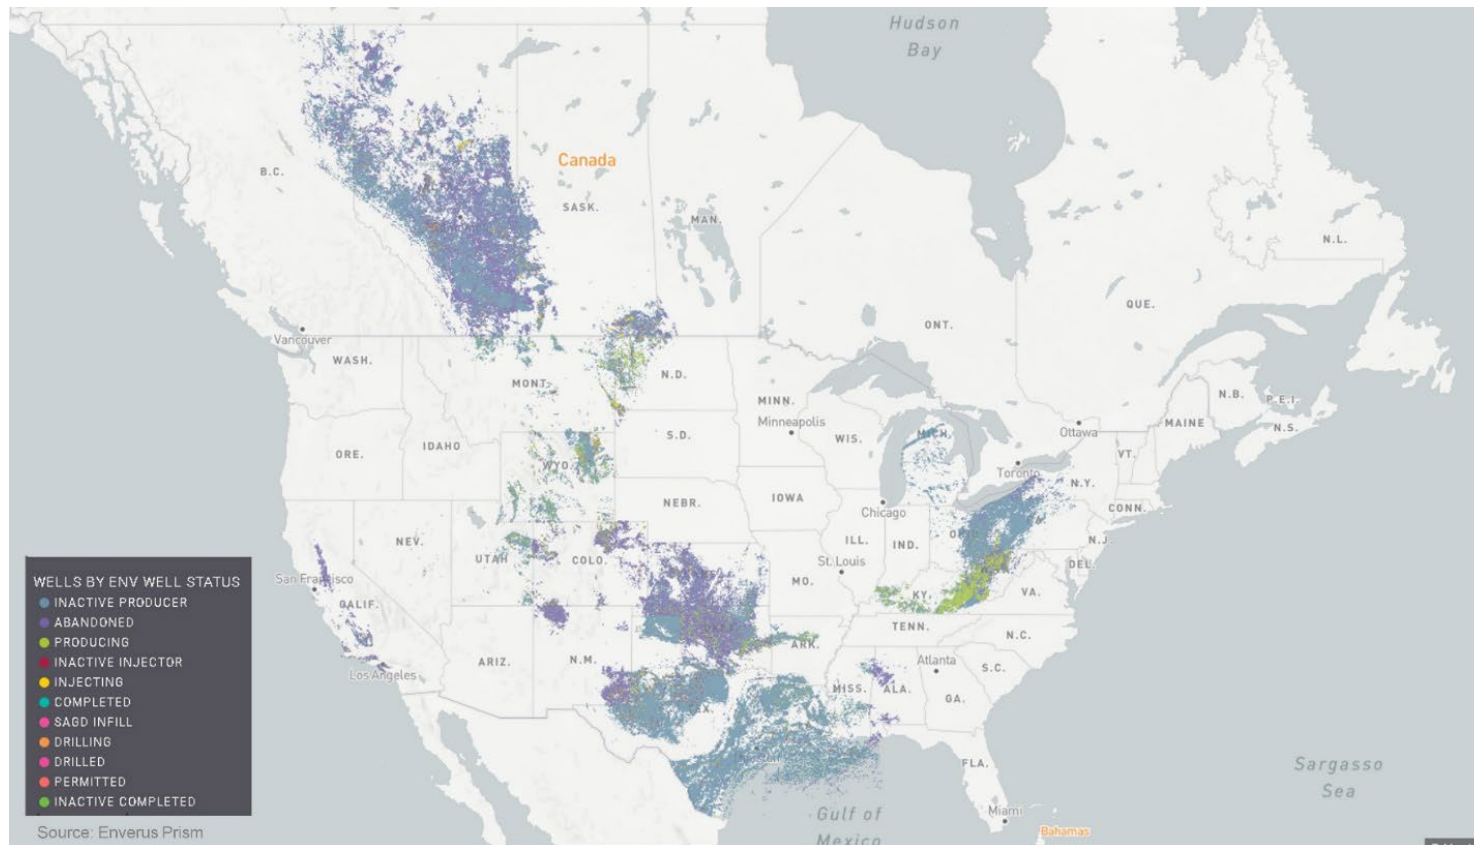 Hudson
Bay
Canada
B.C.
SASK.
MAN.
N.L.
QUE.
ONT.
Vancouver
WASH.
MONT.
N.D.
MINN.
Minneapolis
N.B.
P.E.I.
N.S.
MAINE
Ottawa
ORE.
IDAHO
S.D.
WIS.
MICH.
VT.
Toronto
WYO.
N.Y.
NEBR.
IOWA
Chicago
CONN.
NEV.
UTAH
COLO.
ILL.
IND.
N.J.
DEL.
St. Louis
San Francisco
CALIF.
MO.
KY.
VA.
TENN.
N.C.
ARK.
ARIZ.
N.M.
Los Angeles
Atlanta
S.C.
MISS.
ALA.
GA.
FLA.
Sargasso
Sea
Gulf of
Mexico
Miami
Bahamas
WELLS BY ENV WELL STATUS
INACTIVE PRODUCER
ABANDONED
PRODUCING
INACTIVE INJECTOR
INJECTING
COMPLETED
SAGD INFILL
DRILLING
DRILLED
PERMITTED
INACTIVE COMPLETED
Source: Enverus Prism